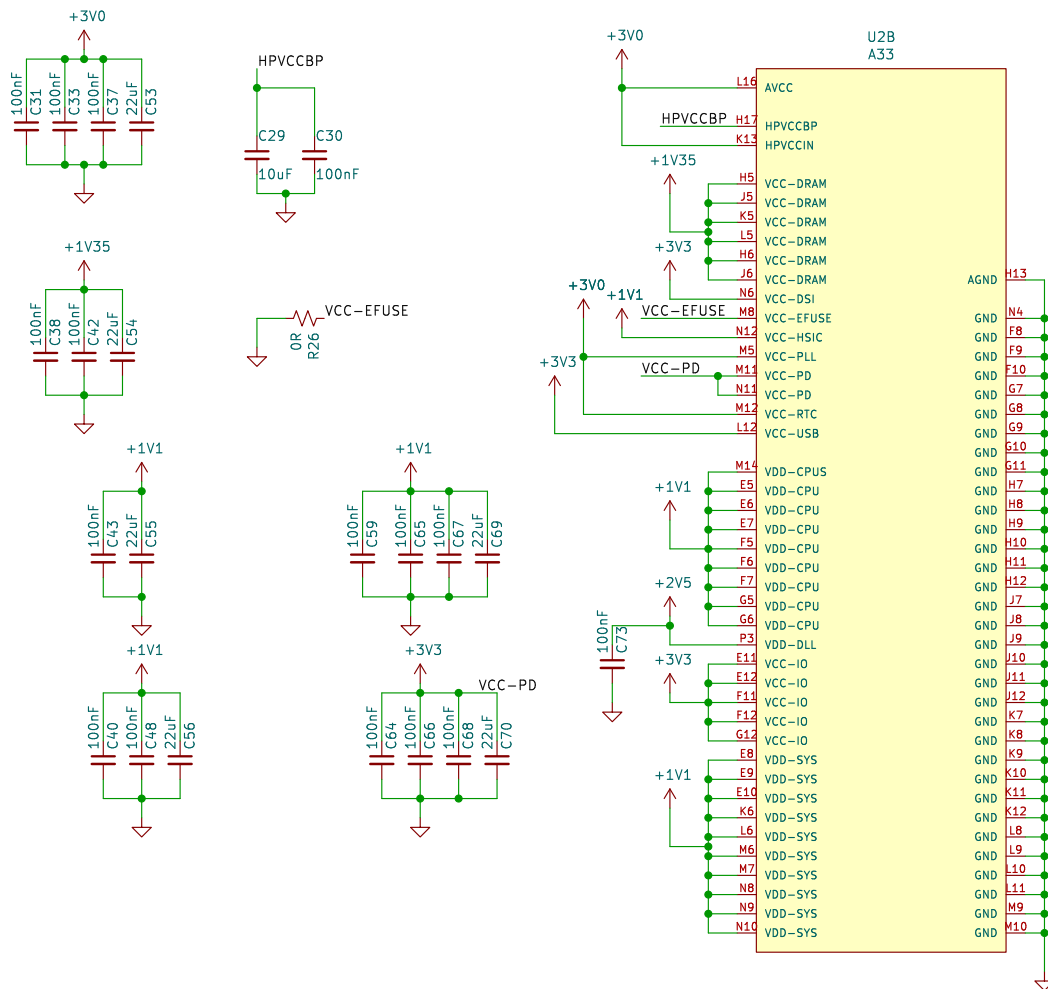 +3V0
100nF
C31
100nF
C33
100nF
C37
22uF
C53
HPVCCBP
C29
10uF
C30
100nF
+1V35
100nF
C38
100nF
C42
22uF
C54
VCC-EFUSE
0R
R26
+1V1
100nF
C43
22uF
C55
+1V1
100nF
C59
100nF
C65
100nF
C67
22uF
C69
+1V1
100nF
C40
100nF
C48
22uF
C56
+3V3
VCC-PD
100nF
C64
100nF
C66
100nF
C68
22uF
C70
U2B
A33
+3V0
L16 AVCC
HPVCCBP H17 HPVCCBP
K13 HPVCCIN
+1V35
H5 VCC-DRAM
J5 VCC-DRAM
K5 VCC-DRAM
L5 VCC-DRAM
H6 VCC-DRAM
J6 VCC-DRAM
+3V3
N6 VCC-DSI
+3V0
+1V1
VCC-EFUSE M8 VCC-EFUSE
N12 VCC-HSIC
M5 VCC-PLL
+3V3
VCC-PD M11 VCC-PD
N11 VCC-PD
M12 VCC-RTC
L12 VCC-USB
M14 VDD-CPUS
+1V1
E5 VDD-CPU
E6 VDD-CPU
E7 VDD-CPU
F5 VDD-CPU
F6 VDD-CPU
F7 VDD-CPU
G5 VDD-CPU
G6 VDD-CPU
+2V5
100nF
C73
P3 VDD-DLL
+3V3
E11 VCC-IO
E12 VCC-IO
F11 VCC-IO
F12 VCC-IO
G12 VCC-IO
+1V1
E8 VDD-SYS
E9 VDD-SYS
E10 VDD-SYS
K6 VDD-SYS
L6 VDD-SYS
M6 VDD-SYS
M7 VDD-SYS
N8 VDD-SYS
N9 VDD-SYS
N10 VDD-SYS
AGND H13
GND N4
GND F8
GND F9
GND F10
GND G7
GND G8
GND G9
GND G10
GND G11
GND H7
GND H8
GND H9
GND H10
GND H11
GND H12
GND J7
GND J8
GND J9
GND J10
GND J11
GND J12
GND K7
GND K8
GND K9
GND K10
GND K11
GND K12
GND L8
GND L9
GND L10
GND L11
GND M9
GND M10